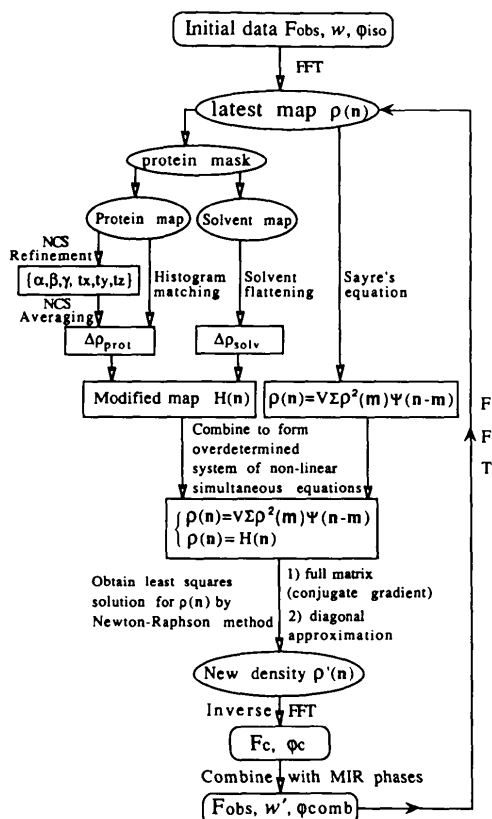 Initial data Fobs, w, φiso
FFT
latest map ρ(n)
protein mask
Protein map
Solvent map
NCS
Refinement
{α,β,γ, tx,ty,tz}
NCS
Averaging
Histogram
matching
Solvent
flattening
Sayre's
equation
Δρprot
Δρsolv
Modified map H(n)
ρ(n)=VΣρ²(m)Ψ(n-m)
Combine to form
overdetermined
system of non-linear
simultaneous equations
ρ(n)=VΣρ²(m)Ψ(n-m)
ρ(n)=H(n)
Obtain least squares
solution for ρ(n) by
Newton-Raphson method
1) full matrix
(conjugate gradient)
2) diagonal
approximation
New density ρ'(n)
Inverse FFT
Fc, φc
Combine with MIR phases
Fobs, w', φcomb
F
F
T